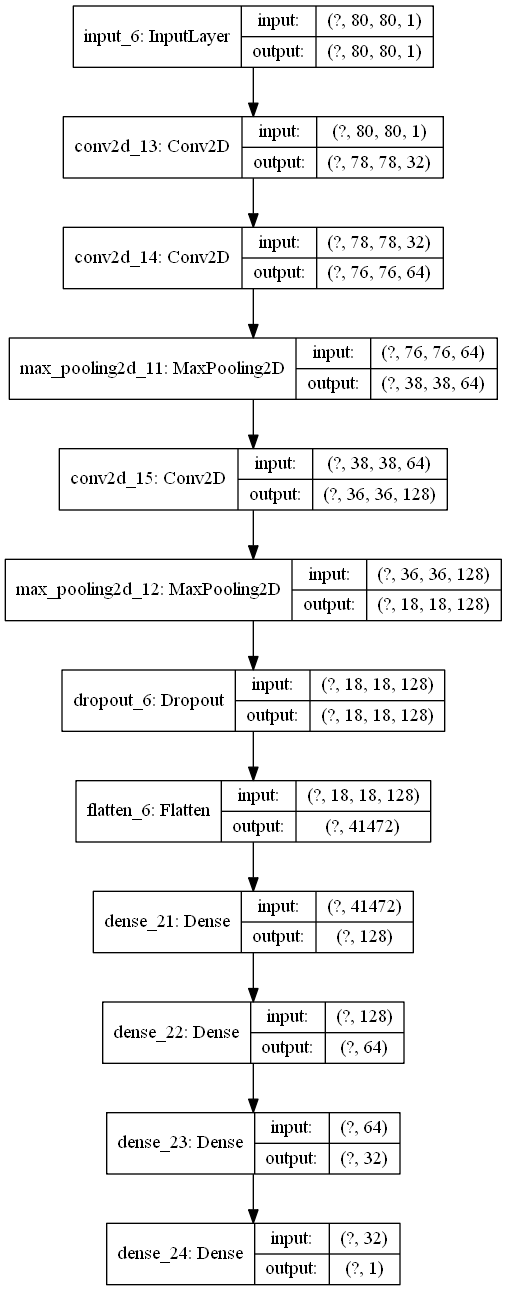 input_6: InputLayer
input: (?, 80, 80, 1)
output: (?, 80, 80, 1)
conv2d_13: Conv2D
input: (?, 80, 80, 1)
output: (?, 78, 78, 32)
conv2d_14: Conv2D
input: (?, 78, 78, 32)
output: (?, 76, 76, 64)
max_pooling2d_11: MaxPooling2D
input: (?, 76, 76, 64)
output: (?, 38, 38, 64)
conv2d_15: Conv2D
input: (?, 38, 38, 64)
output: (?, 36, 36, 128)
max_pooling2d_12: MaxPooling2D
input: (?, 36, 36, 128)
output: (?, 18, 18, 128)
dropout_6: Dropout
input: (?, 18, 18, 128)
output: (?, 18, 18, 128)
flatten_6: Flatten
input: (?, 18, 18, 128)
output: (?, 41472)
dense_21: Dense
input: (?, 41472)
output: (?, 128)
dense_22: Dense
input: (?, 128)
output: (?, 64)
dense_23: Dense
input: (?, 64)
output: (?, 32)
dense_24: Dense
input: (?, 32)
output: (?, 1)